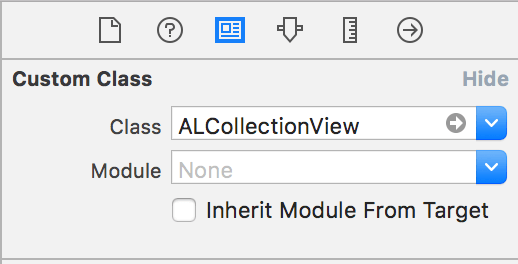 Custom Class Hide
Class ALCollectionView
Module None
Inherit Module From Target